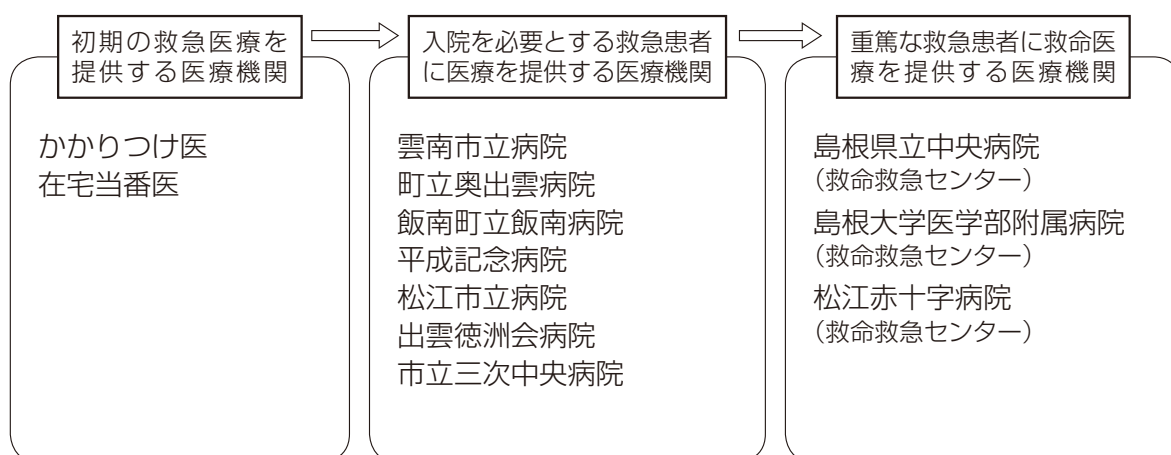 初期の救急医療を
提供する医療機関
かかりつけ医
在宅当番医
入院を必要とする救急患者
に医療を提供する医療機関
雲南市立病院
町立奥出雲病院
飯南町立飯南病院
平成記念病院
松江市立病院
出雲徳洲会病院
市立三次中央病院
重篤な救急患者に救命医
療を提供する医療機関
島根県立中央病院
（救命救急センター）
島根大学医学部附属病院
（救命救急センター）
松江赤十字病院
（救命救急センター）